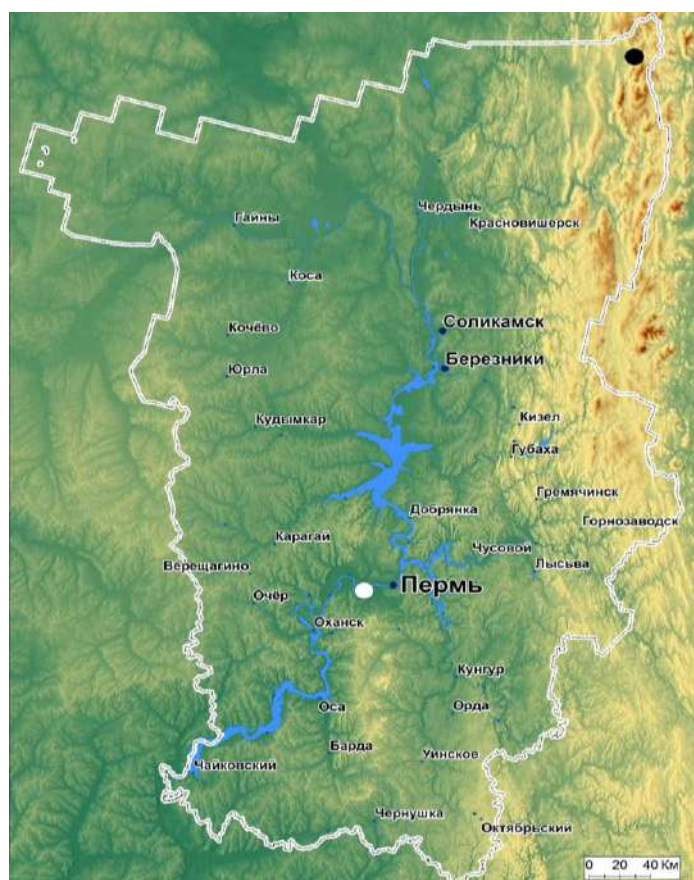 Чердынь
Гайны
Красновишерск
Коса
Соликамск
Кочёво
Березники
Юрла
Кудымкар
Кизел
Губаха
Гремячинск
Добрянка
Горнозаводск
Карагай
Чусовой
Верещагино
Лысьва
Пермь
Очёр
Оханск
Кунгур
Оса
Орда
Барда
Уинское
Чайковский
Чернушка
Октябрьский
0 20 40 Км